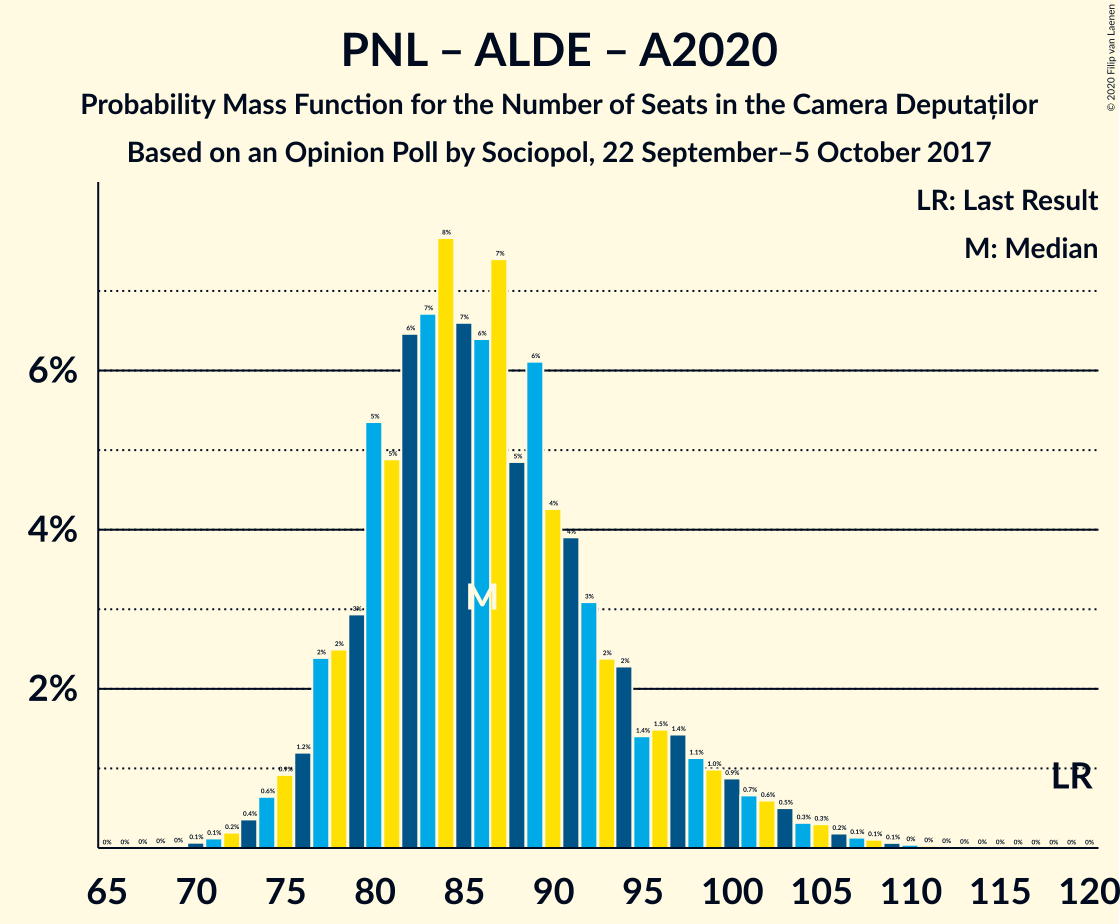 PNL – ALDE – A2020
Probability Mass Function for the Number of Seats in the Camera Deputaților
Based on an Opinion Poll by Sociopol, 22 September–5 October 2017
© 2020 Filip van Laenen
LR: Last Result
M: Median
6%
4%
2%
0% 0% 0% 0% 0% 0.1% 0.1% 0.2% 0.4% 0.6% 0.9% 1.2% 2% 2% 3% 5% 5% 6% 7% 8% 7% 6% 7% 5% 6% 4% 4% 3% 2% 2% 1.4% 1.5% 1.4% 1.1% 1.0% 0.9% 0.7% 0.6% 0.5% 0.3% 0.3% 0.2% 0.1% 0.1% 0.1% 0% 0% 0% 0% 0% 0% 0% 0% 0% 0% 0%
M
LR
65 70 75 80 85 90 95 100 105 110 115 120